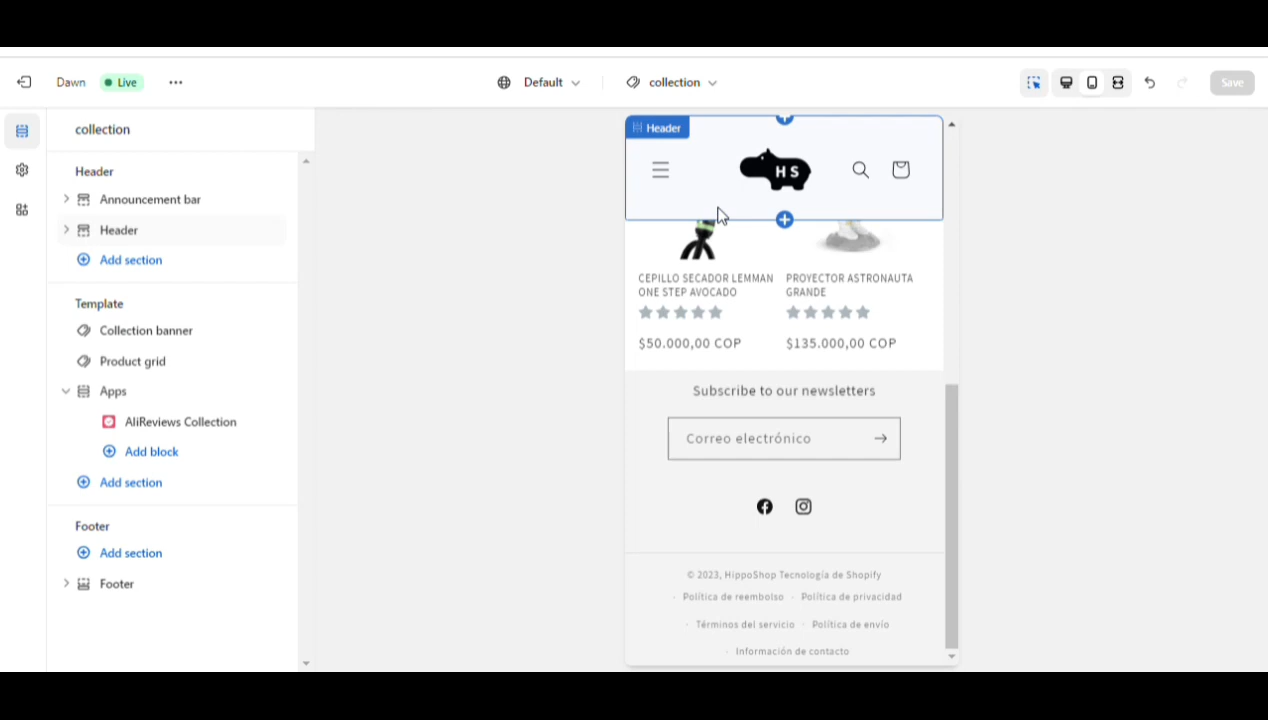 Dawn
Live
Default
collection
Save
collection
Header
Announcement bar
Header
Add section
Template
Collection banner
Product grid
Apps
AliReviews Collection
Add block
Add section
Footer
Add section
Footer
Header
H S
CEPILLO SECADOR LEMMAN
ONE STEP AVOCADO
$50.000,00 COP
PROYECTOR ASTRONAUTA
GRANDE
$135.000,00 COP
Subscribe to our newsletters
Correo electrónico
© 2023, HippoShop Tecnología de Shopify
· Política de reembolso · Política de privacidad
· Términos del servicio · Política de envío
· Información de contacto